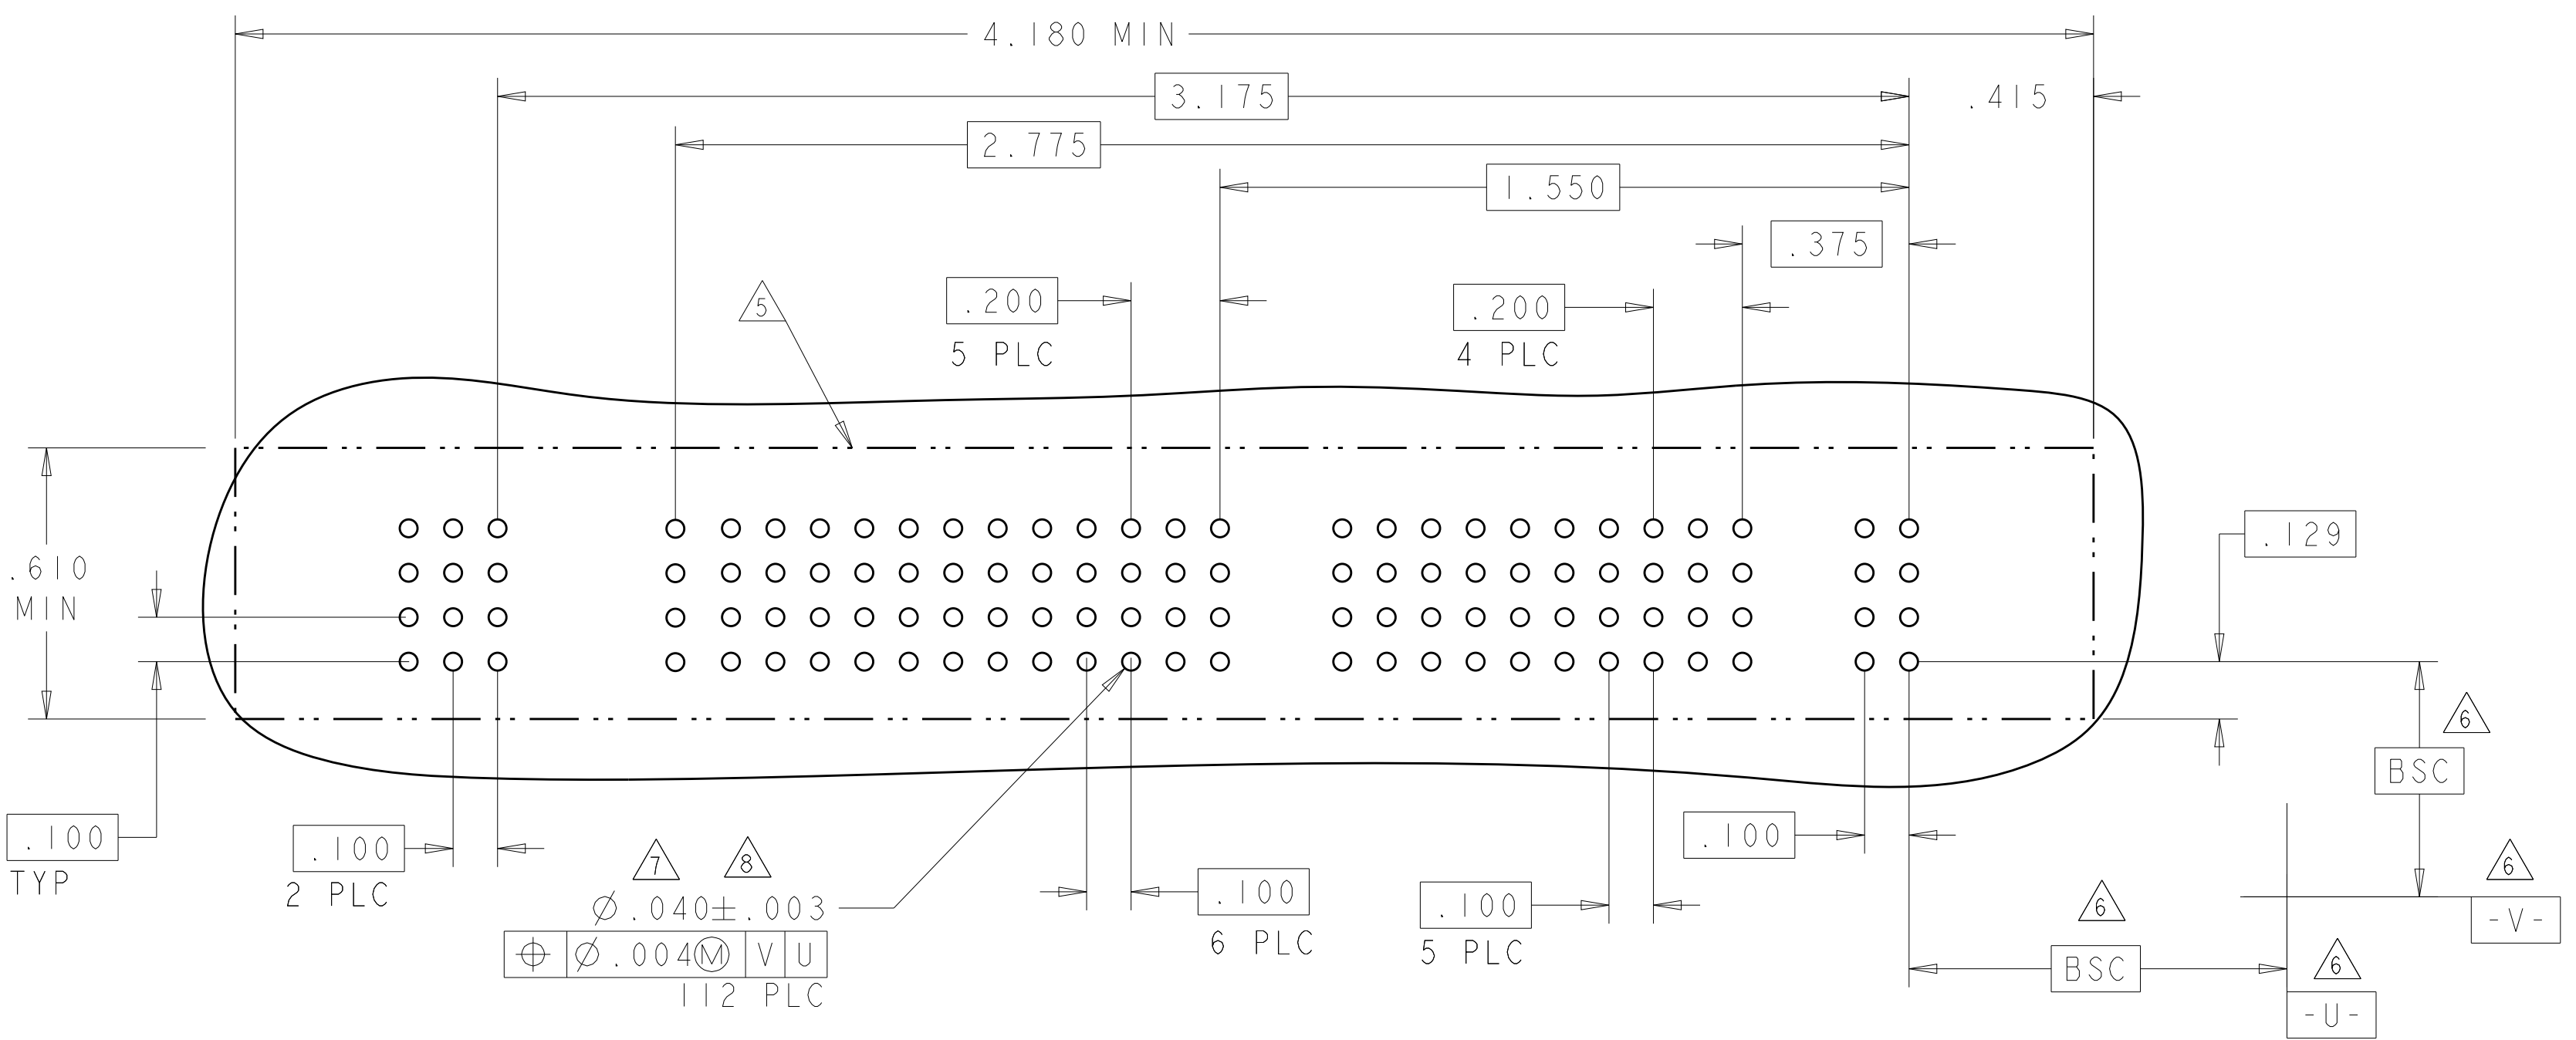 4.180 MIN
3.175
.415
2.775
1.550
.375
5
.200
5 PLC
.200
4 PLC
.129
.610
MIN
6
BSC
.100
TYP
.100
2 PLC
7 8
⌀.040±.003
⌖ ⌀.004Ⓜ V U
112 PLC
.100
6 PLC
.100
5 PLC
.100
6
BSC
6
-V-
6
-U-